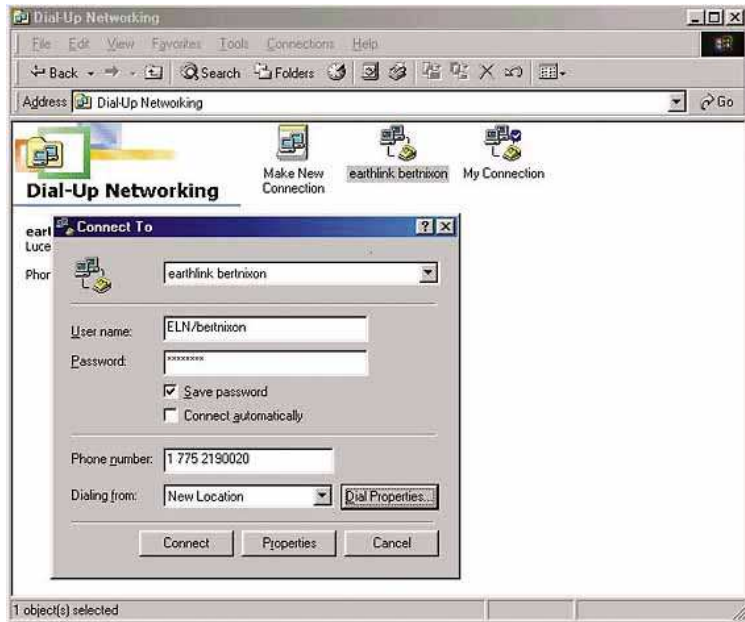 Dial-Up Networking
File Edit View Favorites Tools Connections Help
Back Search Folders
Address Dial-Up Networking Go
Make New Connection
earthlink bertnixon
My Connection
Dial-Up Networking
earl
Luce
Phor
Connect To
earthlink bertnixon
User name: ELN/bertnixon
Password: ××××××××
Save password
Connect automatically
Phone number: 1 775 2190020
Dialing from: New Location Dial Properties...
Connect Properties Cancel
1 object(s) selected